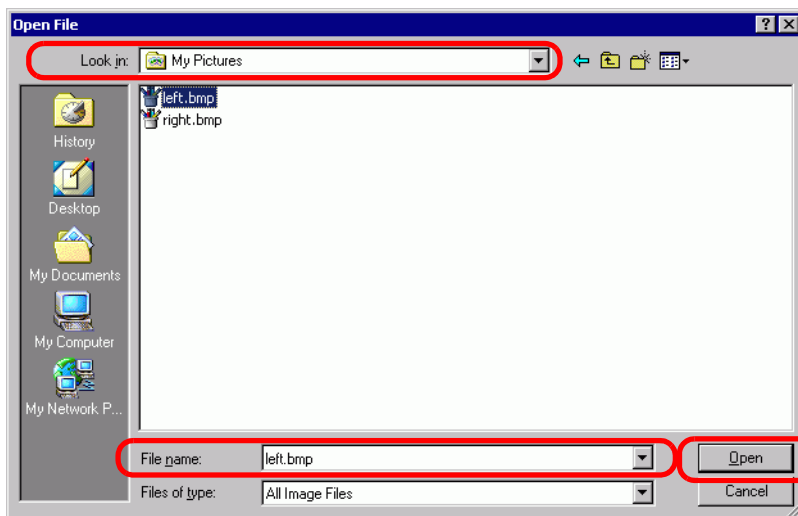 Open File
Look in: My Pictures
left.bmp
right.bmp
History
Desktop
My Documents
My Computer
My Network P...
File name: left.bmp Open
Files of type: All Image Files Cancel